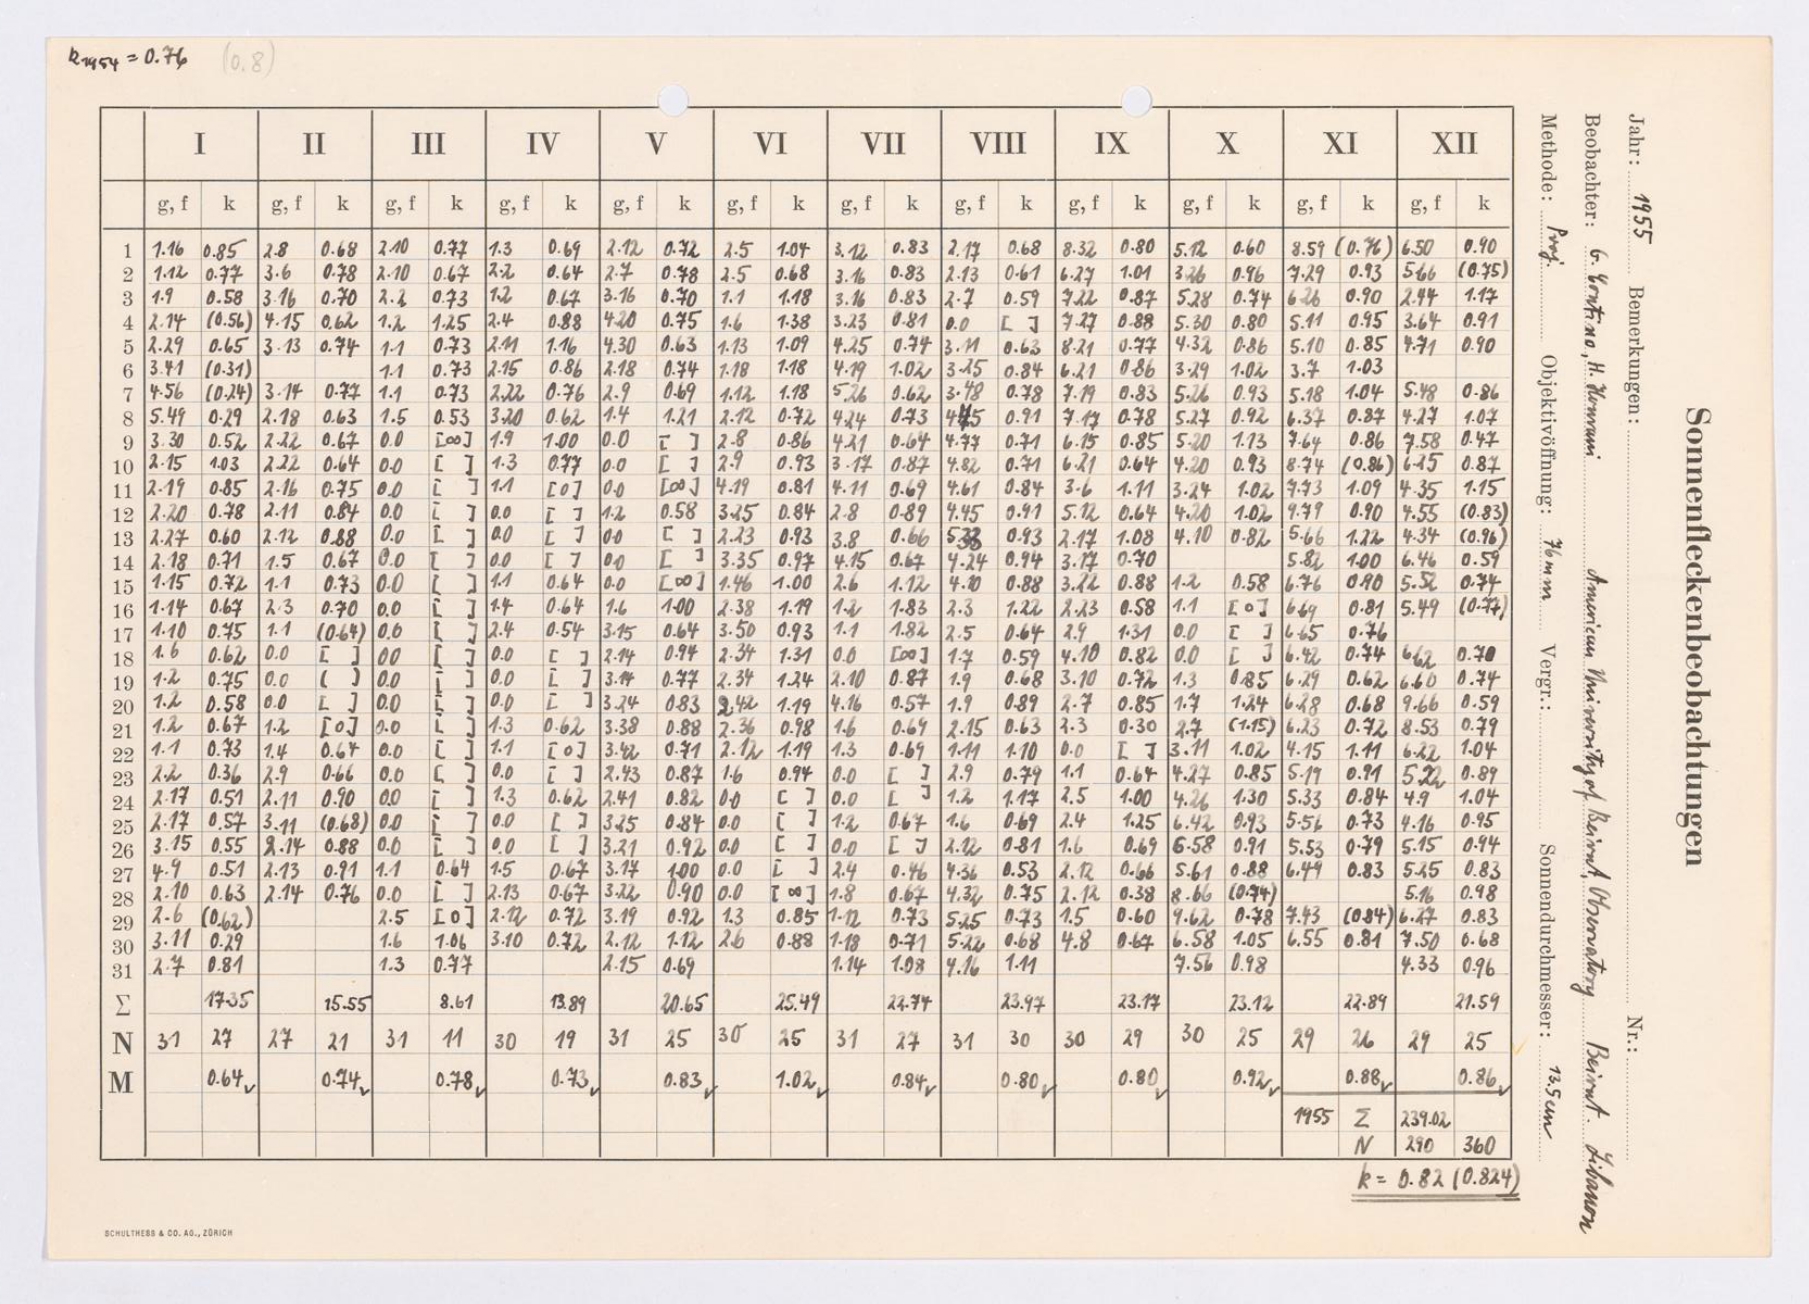 k1954 = 0.76 (0.8)
I II III IV V VI VII VIII IX X XI XII
g, f k g, f k g, f k g, f k g, f k g, f k g, f k g, f k g, f k g, f k g, f k g, f k
1 1.16 0.85 2.8 0.68 2.10 0.77 1.3 0.69 2.12 0.72 2.5 1.04 3.12 0.83 2.17 0.68 8.32 0.80 5.12 0.60 8.59 (0.76) 6.50 0.90
2 1.12 0.77 3.6 0.78 2.10 0.67 2.2 0.64 2.7 0.78 2.5 0.68 3.16 0.83 2.13 0.61 6.27 1.01 3.26 0.96 7.29 0.93 5.66 (0.75)
3 1.9 0.58 3.16 0.70 2.2 0.73 1.2 0.67 3.16 0.70 1.1 1.18 3.16 0.83 2.7 0.59 7.22 0.87 5.28 0.74 6.26 0.90 2.44 1.17
4 2.14 (0.56) 4.15 0.62 1.2 1.25 2.4 0.88 4.20 0.75 1.6 1.38 3.23 0.81 0.0 [ ] 7.27 0.88 5.30 0.80 5.11 0.95 3.64 0.91
5 2.29 0.65 3.13 0.74 1.1 0.73 2.11 1.16 4.30 0.63 1.13 1.09 4.25 0.74 3.11 0.63 8.21 0.77 4.32 0.86 5.10 0.85 4.71 0.90
6 3.41 (0.31) 1.1 0.73 2.15 0.86 2.18 0.74 1.18 1.18 4.19 1.02 3.25 0.84 6.21 0.86 3.29 1.02 3.7 1.03
7 4.56 (0.24) 3.14 0.77 1.1 0.73 2.22 0.76 2.9 0.69 1.12 1.18 5.26 0.62 3.48 0.78 7.19 0.83 5.26 0.93 5.18 1.04 5.48 0.86
8 5.49 0.29 2.18 0.63 1.5 0.53 3.20 0.62 1.4 1.21 2.12 0.72 4.24 0.73 0.91 7.17 0.78 5.27 0.92 6.37 0.87 4.27 1.07
9 3.30 0.52 2.22 0.67 0.0 [∞] 1.9 1.00 0.0 [ ] 2.8 0.86 4.21 0.64 4.77 0.71 6.15 0.85 5.20 1.13 7.64 0.86 7.58 0.47
10 2.15 1.03 2.22 0.64 0.0 [ ] 1.3 0.77 0.0 [ ] 2.9 0.93 3.17 0.87 4.82 0.71 6.21 0.64 4.20 0.93 8.74 (0.86) 6.25 0.87
11 2.19 0.85 2.16 0.75 0.0 [ ] 1.1 [0] 0.0 [∞] 4.19 0.81 4.11 0.69 4.61 0.84 3.6 1.11 3.24 1.02 7.73 1.09 4.35 1.15
12 2.20 0.78 2.11 0.84 0.0 [ ] 0.0 [ ] 1.2 0.58 3.25 0.84 2.8 0.89 4.45 0.91 5.12 0.64 4.20 1.02 9.79 0.90 4.55 (0.83)
13 2.27 0.60 2.12 0.88 0.0 [ ] 0.0 [ ] 0.0 [ ] 2.23 0.93 3.8 0.66 5.38 0.93 2.17 1.08 4.10 0.82 5.66 1.22 4.34 (0.96)
14 2.18 0.71 1.5 0.67 0.0 [ ] 0.0 [ ] 0.0 [ ] 3.35 0.97 4.15 0.67 4.24 0.94 3.17 0.70 5.82 1.00 6.46 0.59
15 1.15 0.72 1.1 0.73 0.0 [ ] 1.1 0.64 0.0 [∞] 1.46 1.00 2.6 1.12 4.10 0.88 3.22 0.88 1.2 0.58 6.76 0.90 5.52 0.74
16 1.14 0.67 2.3 0.70 0.0 [ ] 1.4 0.64 1.6 1.00 2.38 1.19 1.2 1.83 2.3 1.22 2.23 0.58 1.1 [0] 6.69 0.81 5.49 (0.77)
17 1.10 0.75 1.1 (0.64) 0.0 [ ] 2.4 0.54 3.15 0.64 3.50 0.93 1.1 1.82 2.5 0.64 2.9 1.31 0.0 [ ] 6.65 0.76
18 1.6 0.62 0.0 [ ] 0.0 [ ] 0.0 [ ] 2.14 0.94 2.34 1.31 0.0 [∞] 1.7 0.59 4.10 0.82 0.0 [ ] 6.42 0.74 6.62 0.70
19 1.2 0.75 0.0 ( ] 0.0 [ ] 0.0 [ ] 3.14 0.77 2.34 1.24 2.10 0.87 1.9 0.68 3.10 0.72 1.3 0.85 6.29 0.62 6.60 0.74
20 1.2 0.58 0.0 [ ] 0.0 [ ] 0.0 [ ] 3.24 0.83 2.42 1.19 4.16 0.57 1.9 0.89 2.7 0.85 1.7 1.24 6.28 0.68 9.66 0.59
21 1.2 0.67 1.2 [0] 0.0 [ ] 1.3 0.62 3.38 0.88 2.36 0.98 1.6 0.69 2.15 0.63 2.3 0.30 2.7 (1.15) 6.23 0.72 8.53 0.79
22 1.1 0.73 1.4 0.64 0.0 [ ] 1.1 [0] 3.42 0.71 2.12 1.19 1.3 0.69 1.11 1.10 0.0 [ ] 3.11 1.02 4.15 1.11 6.22 1.04
23 2.2 0.36 2.9 0.66 0.0 [ ] 0.0 [ ] 2.43 0.87 1.6 0.94 0.0 [ ] 2.9 0.79 1.1 0.64 4.27 0.85 5.19 0.91 5.22 0.89
24 2.17 0.51 2.11 0.90 0.0 [ ] 1.3 0.62 2.41 0.82 0.0 [ ] 0.0 [ ] 1.2 1.17 2.5 1.00 4.26 1.30 5.33 0.84 4.9 1.04
25 2.17 0.57 3.11 (0.68) 0.0 [ ] 0.0 [ ] 3.25 0.84 0.0 [ ] 1.2 0.67 1.6 0.69 2.4 1.25 6.42 0.93 5.56 0.73 4.16 0.95
26 3.15 0.55 2.14 0.88 0.0 [ ] 0.0 [ ] 3.21 0.92 0.0 [ ] 0.0 [ ] 2.12 0.81 1.6 0.69 6.58 0.91 5.53 0.79 5.15 0.94
27 4.9 0.51 2.13 0.91 1.1 0.64 1.5 0.67 3.17 1.00 0.0 [ ] 2.4 0.46 4.36 0.53 2.12 0.66 5.61 0.88 6.49 0.83 5.25 0.83
28 2.10 0.63 2.14 0.76 0.0 [ ] 2.13 0.67 3.22 0.90 0.0 [∞] 1.8 0.67 4.32 0.75 2.12 0.38 8.66 (0.74) 5.16 0.98
29 2.6 (0.62) 2.5 [0] 2.12 0.72 3.19 0.92 1.3 0.85 1.12 0.73 5.25 0.73 1.5 0.60 9.62 0.78 7.43 (0.84) 6.27 0.83
30 3.11 0.29 1.6 1.06 3.10 0.72 2.12 1.12 2.6 0.88 1.18 0.71 5.22 0.68 4.8 0.67 6.58 1.05 6.55 0.81 7.50 0.68
31 2.7 0.81 1.3 0.77 2.15 0.69 1.14 1.08 4.16 1.11 7.56 0.98 4.33 0.96
Σ 17.35 15.55 8.61 13.89 20.65 25.49 22.74 23.97 23.17 23.12 22.89 21.59
N 31 27 27 21 31 11 30 19 31 25 30 25 31 27 31 30 30 29 30 25 29 26 29 25
M 0.64 0.74 0.78 0.73 0.83 1.02 0.84 0.80 0.80 0.92 0.88 0.86
1955 Σ 239.02
N 290 360
k = 0.82 (0.824)
SCHULTHESS & CO. AG., ZÜRICH
Sonnenfleckenbeobachtungen
Jahr: 1955 Bemerkungen: Nr.:
Beobachter: G. H. Hourani American University of Beirut, Observatory Beirut. Libanon
Methode: Proj. Objektivöffnung: 76mm Vergr.: Sonnendurchmesser: 13.5cm